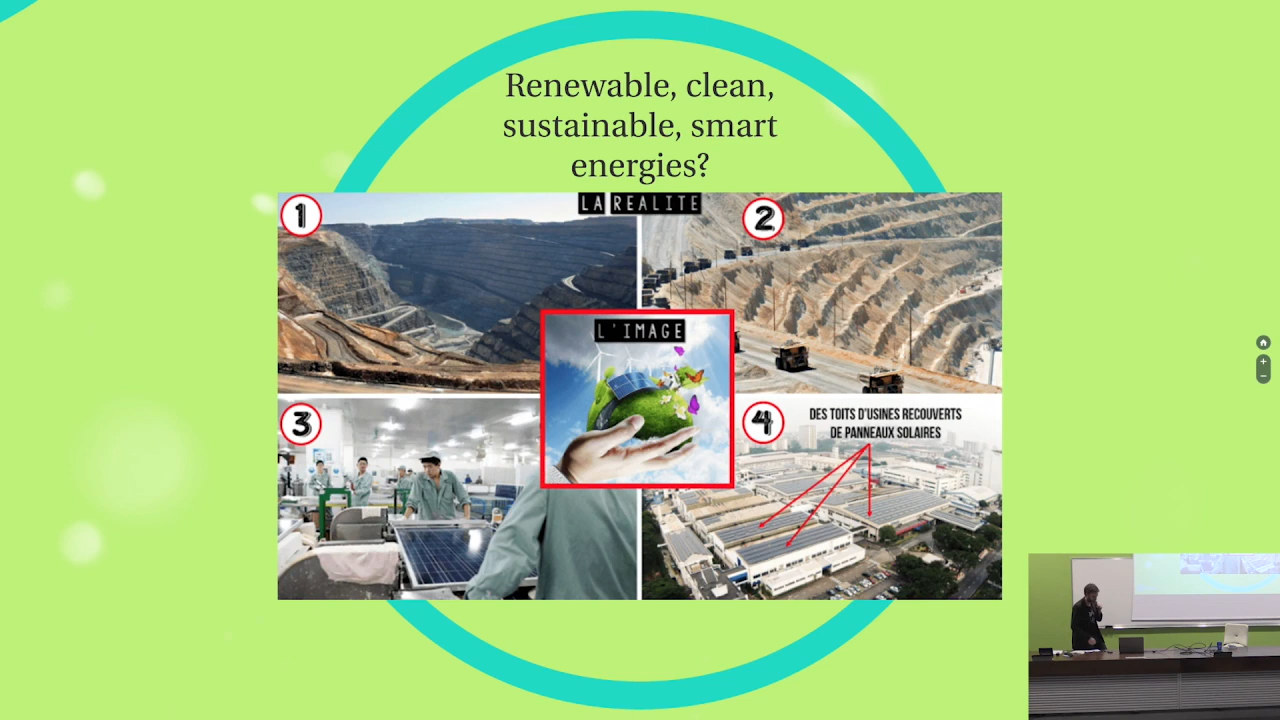 Renewable, clean,
sustainable, smart
energies?
1
LA REALITE
2
L'IMAGE
3
4
DES TOITS D'USINES RECOUVERTS
DE PANNEAUX SOLAIRES